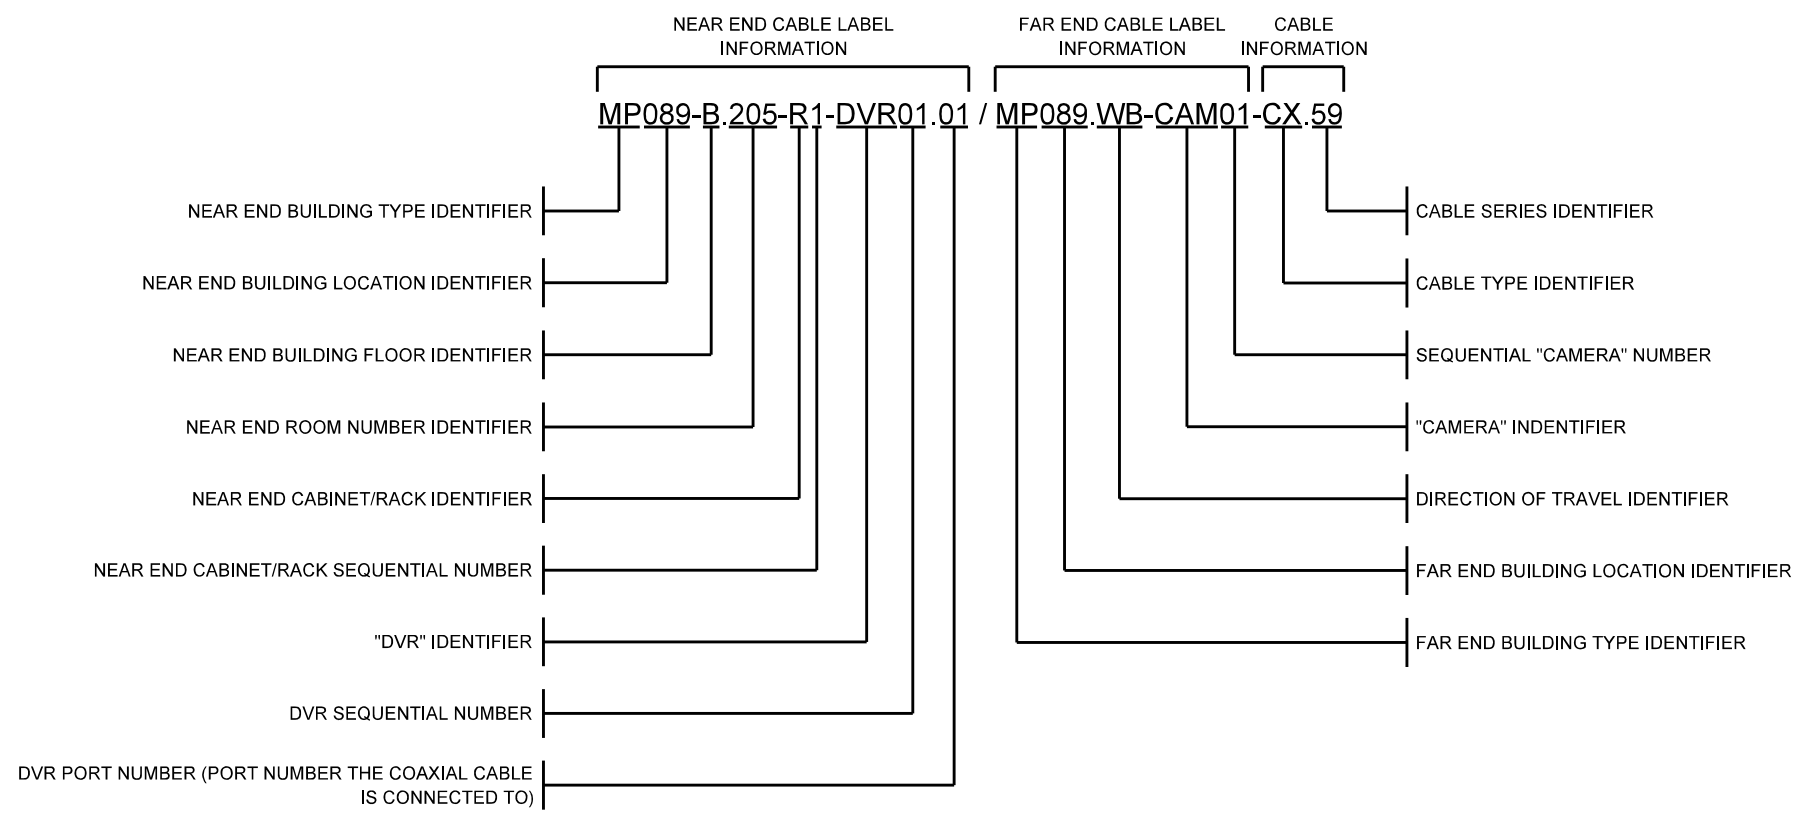 NEAR END CABLE LABEL
INFORMATION
FAR END CABLE LABEL
INFORMATION
CABLE
INFORMATION
MP089-B.205-R1-DVR01.01 / MP089.WB-CAM01-CX.59
NEAR END BUILDING TYPE IDENTIFIER
NEAR END BUILDING LOCATION IDENTIFIER
NEAR END BUILDING FLOOR IDENTIFIER
NEAR END ROOM NUMBER IDENTIFIER
NEAR END CABINET/RACK IDENTIFIER
NEAR END CABINET/RACK SEQUENTIAL NUMBER
"DVR" IDENTIFIER
DVR SEQUENTIAL NUMBER
DVR PORT NUMBER (PORT NUMBER THE COAXIAL CABLE
IS CONNECTED TO)
CABLE SERIES IDENTIFIER
CABLE TYPE IDENTIFIER
SEQUENTIAL "CAMERA" NUMBER
"CAMERA" INDENTIFIER
DIRECTION OF TRAVEL IDENTIFIER
FAR END BUILDING LOCATION IDENTIFIER
FAR END BUILDING TYPE IDENTIFIER